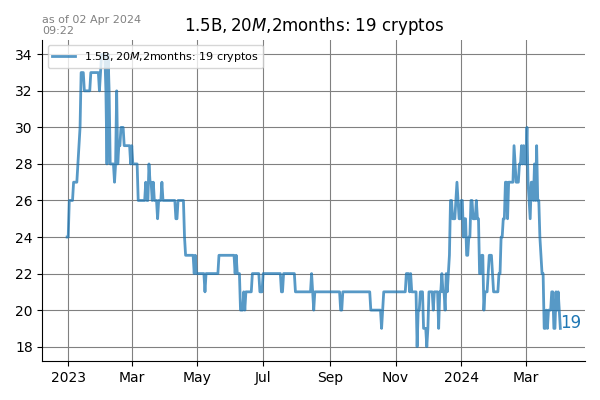 as of 02 Apr 2024
09:22
1.5B, 20M,2months: 19 cryptos
1.5B, 20M,2months: 19 cryptos
34
32
30
28
26
24
22
20
18
19
2023
Mar
May
Jul
Sep
Nov
2024
Mar